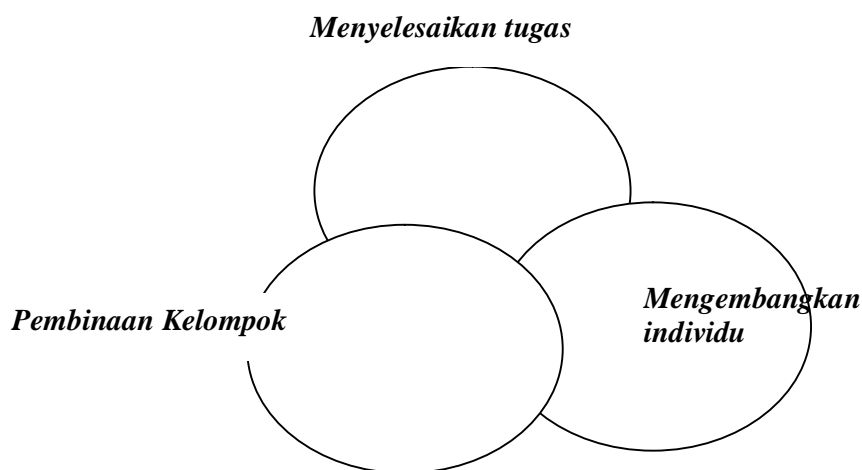 Menyelesaikan tugas
Pembinaan Kelompok
Mengembangkan
individu